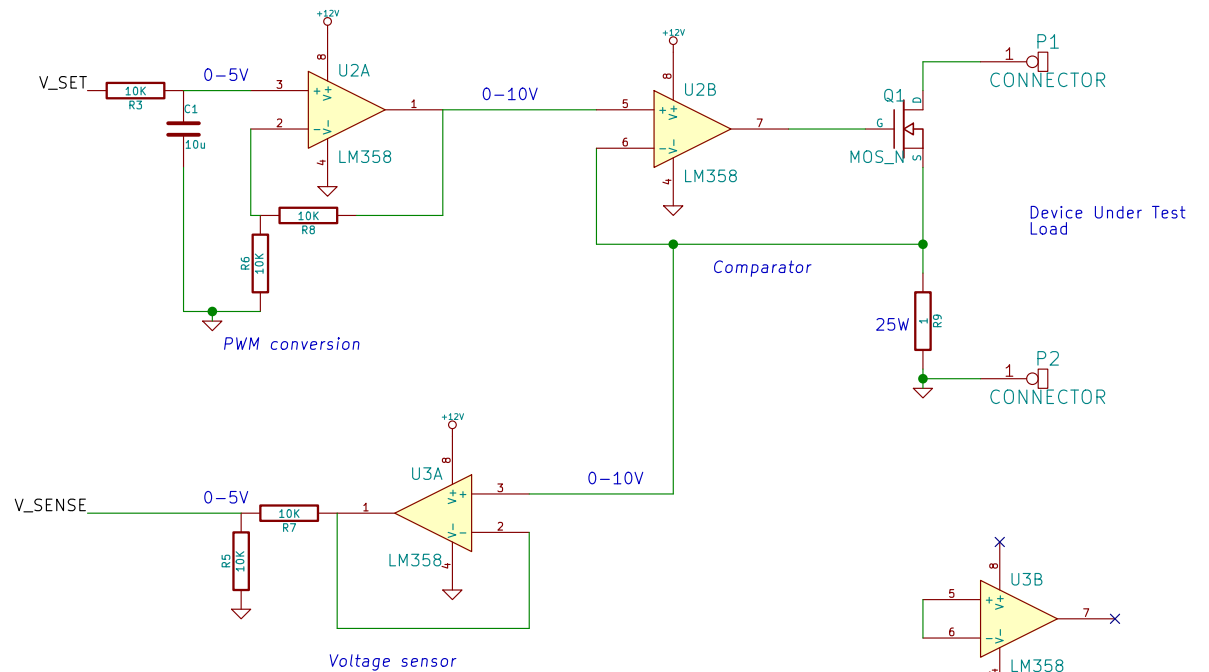 +12V
8
U2A
V_SET
10K
R3
0-5V
3
+
V+
C1
10u
2
-
V-
1
4
LM358
10K
R8
R6
10K
PWM conversion
0-10V
+12V
8
U2B
5
+
V+
6
-
V-
7
4
LM358
Comparator
Q1
D
G
S
MOS_N
1
P1
CONNECTOR
Device Under Test
Load
25W
1
R9
1
P2
CONNECTOR
+12V
8
U3A
V+
+
3
V-
-
2
1
LM358
4
0-10V
V_SENSE
0-5V
10K
R7
R5
10K
Voltage sensor
8
U3B
5
+
V+
6
-
V-
7
4
LM358